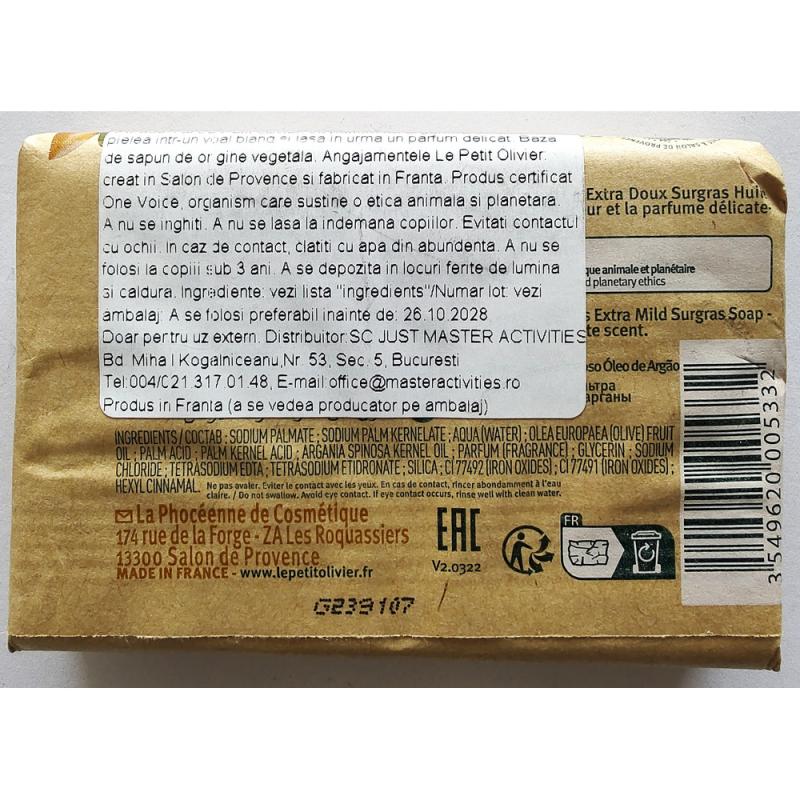 pielea intr-un voal bland si lasa in urma un parfum delicat. Baza
de sapun de or gine vegetala. Angajamentele Le Petit Olivier:
creat in Salon de Provence si fabricat in Franta. Produs certificat
One Voice, organism care sustine o etica animala si planetara.
A nu se inghiti. A nu se lasa la indemana copiilor. Evitati contactul
cu ochii. In caz de contact, clatiti cu apa din abundenta. A nu se
folosi la copiii sub 3 ani. A se depozita in locuri ferite de lumina
si caldura. Ingrediente: vezi lista "ingredients"/Numar lot: vezi
ambalaj. A se folosi preferabil inainte de: 26.10.2028
Doar pentru uz extern. Distribuitor:SC JUST MASTER ACTIVITIES
Bd. Mihail Kogalniceanu,Nr. 53, Sec. 5, Bucuresti
Tel:004/021 317.01.48, E-mail office@masteractivities.ro
Produs in Franta (a se vedea producator pe ambalaj)
A SALON DE PROVENCE
Extra Doux Surgras Huile
ur et la parfume délicate-
que animale et planétaire
d planetary ethics
s Extra Mild Surgras Soap -
te scent.
oso Óleo de Argão
льтра
арганы
INGREDIENTS / СОСТАВ : SODIUM PALMATE ; SODIUM PALM KERNELATE ; AQUA (WATER) ; OLEA EUROPAEA (OLIVE) FRUIT
OIL ; PALM ACID ; PALM KERNEL ACID ; ARGANIA SPINOSA KERNEL OIL ; PARFUM (FRAGRANCE) ; GLYCERIN ; SODIUM
CHLORIDE ; TETRASODIUM EDTA ; TETRASODIUM ETIDRONATE ; SILICA ; CI 77492 (IRON OXIDES) ; CI 77491 (IRON OXIDES) ;
HEXYL CINNAMAL. Ne pas avaler. Eviter le contact avec les yeux. En cas de contact, rincer abondamment à l'eau
claire. / Do not swallow. Avoid eye contact. If eye contact occurs, rinse well with clean water.
La Phocéenne de Cosmétique
174 rue de la Forge - ZA Les Roquassiers
13300 Salon de Provence
MADE IN FRANCE - www.lepetitolivier.fr
EAC
V2.0322
FR
3 549620 005332
G239107